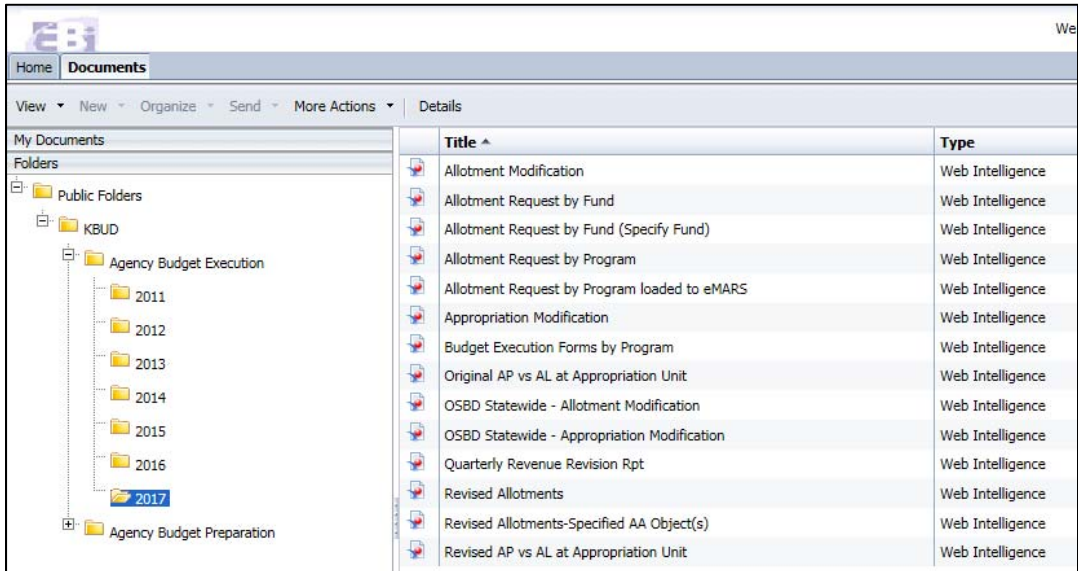 EBi
We
Home Documents
View New Organize Send More Actions Details
My Documents
Folders
Public Folders
KBUD
Agency Budget Execution
2011
2012
2013
2014
2015
2016
2017
Agency Budget Preparation
Title Type
Allotment Modification Web Intelligence
Allotment Request by Fund Web Intelligence
Allotment Request by Fund (Specify Fund) Web Intelligence
Allotment Request by Program Web Intelligence
Allotment Request by Program loaded to eMARS Web Intelligence
Appropriation Modification Web Intelligence
Budget Execution Forms by Program Web Intelligence
Original AP vs AL at Appropriation Unit Web Intelligence
OSBD Statewide - Allotment Modification Web Intelligence
OSBD Statewide - Appropriation Modification Web Intelligence
Quarterly Revenue Revision Rpt Web Intelligence
Revised Allotments Web Intelligence
Revised Allotments-Specified AA Object(s) Web Intelligence
Revised AP vs AL at Appropriation Unit Web Intelligence